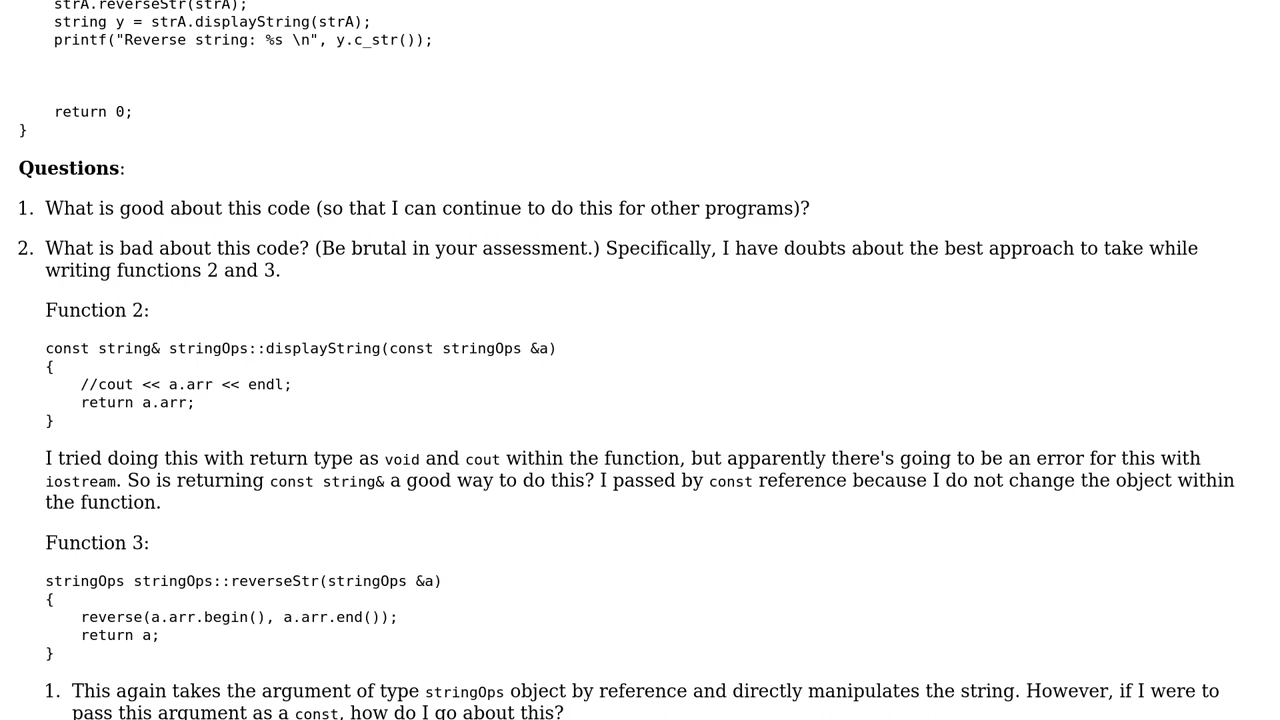 strA.reverseStr(strA);
string y = strA.displayString(strA);
printf("Reverse string: %s \n", y.c_str());
return 0;
}
Questions:
1. What is good about this code (so that I can continue to do this for other programs)?
2. What is bad about this code? (Be brutal in your assessment.) Specifically, I have doubts about the best approach to take while
writing functions 2 and 3.
Function 2:
const string& stringOps::displayString(const stringOps &a)
{
//cout << a.arr << endl;
return a.arr;
}
I tried doing this with return type as void and cout within the function, but apparently there's going to be an error for this with
iostream. So is returning const string& a good way to do this? I passed by const reference because I do not change the object within
the function.
Function 3:
stringOps stringOps::reverseStr(stringOps &a)
{
reverse(a.arr.begin(), a.arr.end());
return a;
}
1. This again takes the argument of type stringOps object by reference and directly manipulates the string. However, if I were to
pass this argument as a const, how do I go about this?